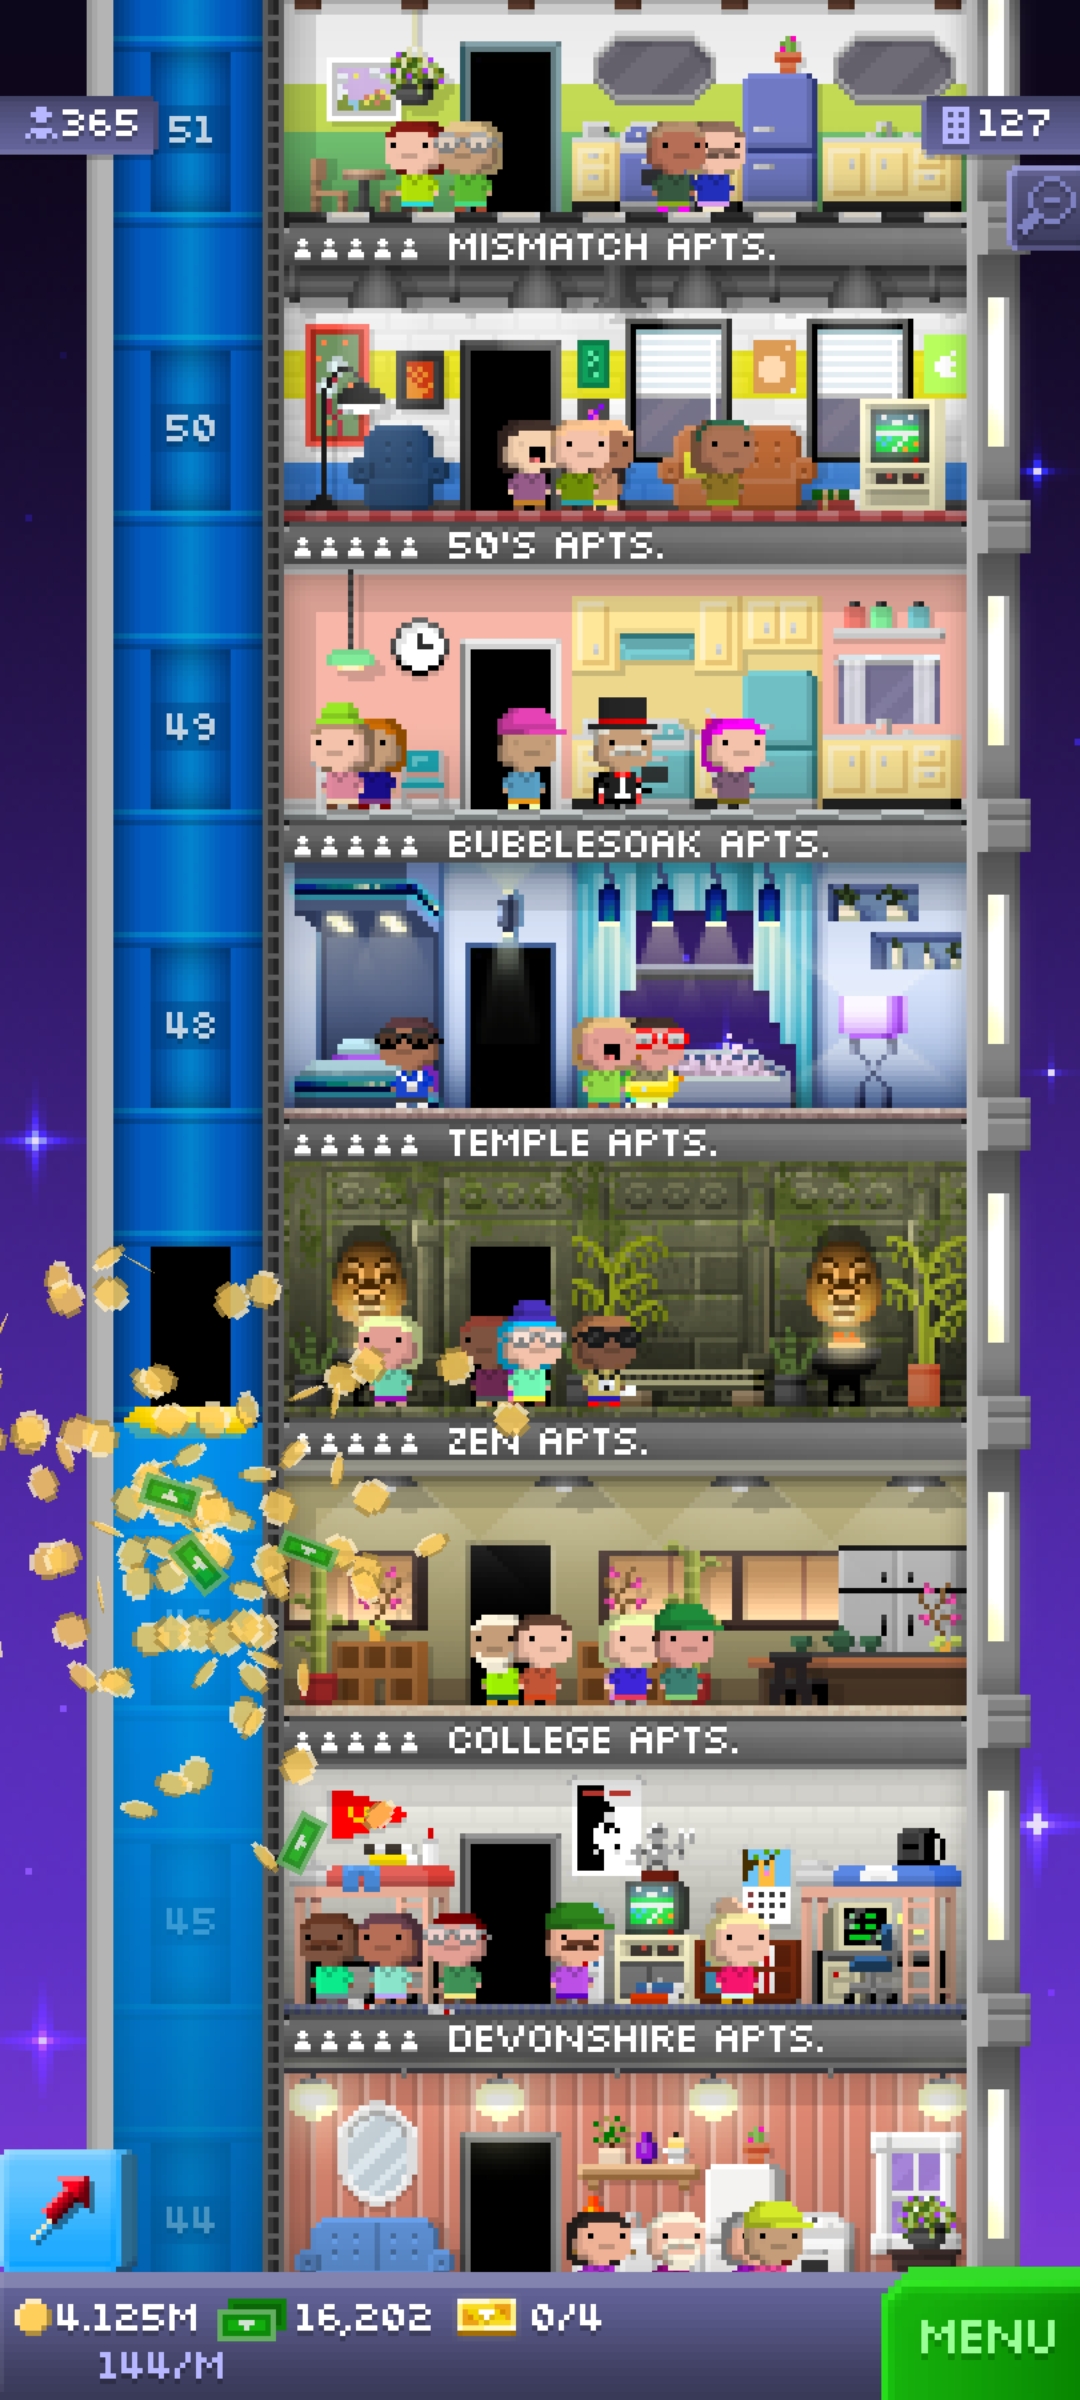 365
51
127
MISMATCH APTS.
50
50'S APTS.
49
BUBBLESOAK APTS.
48
TEMPLE APTS.
ZEN APTS.
COLLEGE APTS.
45
DEVONSHIRE APTS.
44
4.125M 16,202 0/4
144/M
MENU